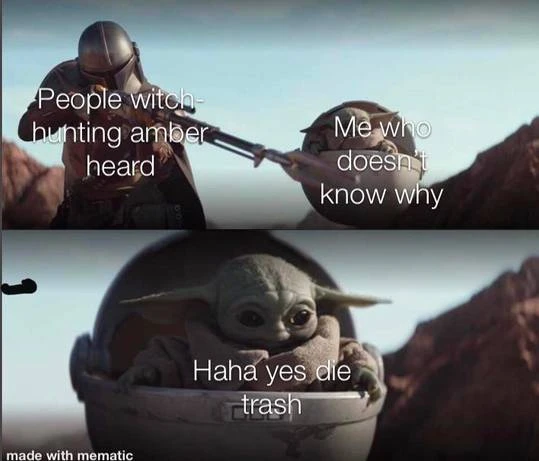 People witch-
hunting amber
heard
Me who
doesn't
know why
Haha yes die
trash
made with mematic